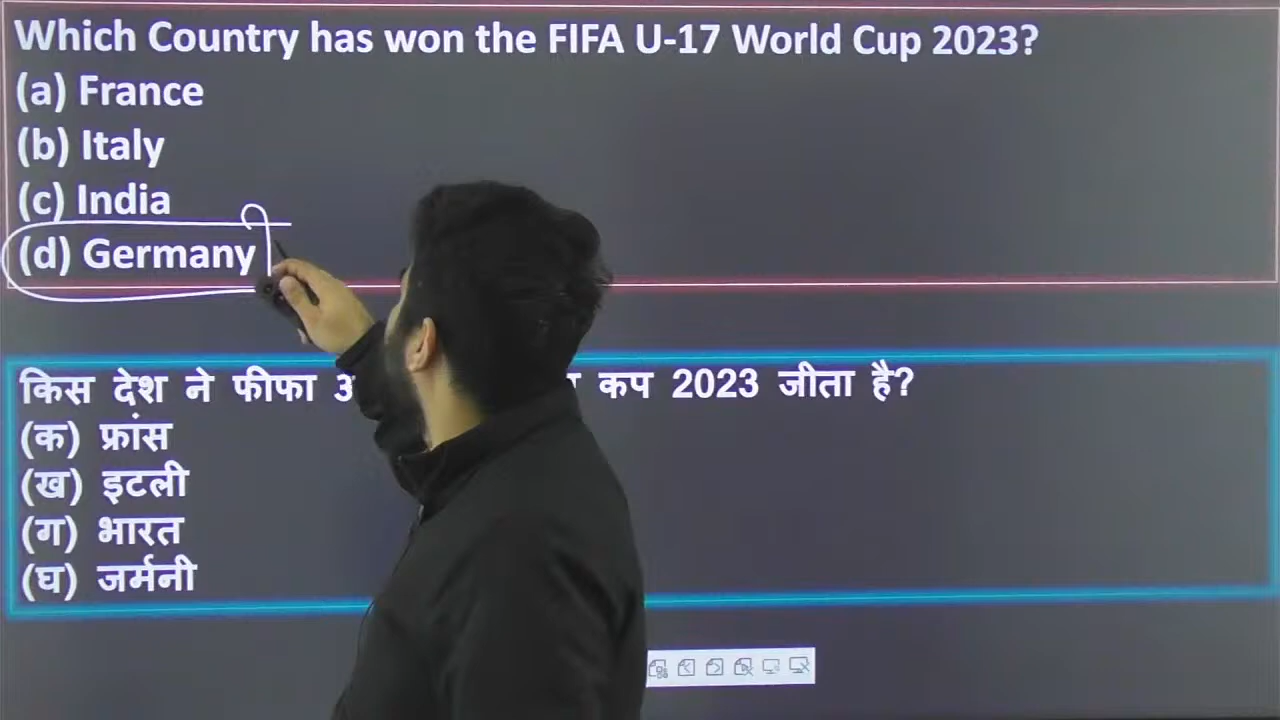 Which Country has won the FIFA U-17 World Cup 2023?
(a) France
(b) Italy
(c) India
(d) Germany
किस देश ने फीफा कप 2023 जीता है?
(क) फ्रांस
(ख) इटली
(ग) भारत
(घ) जर्मनी